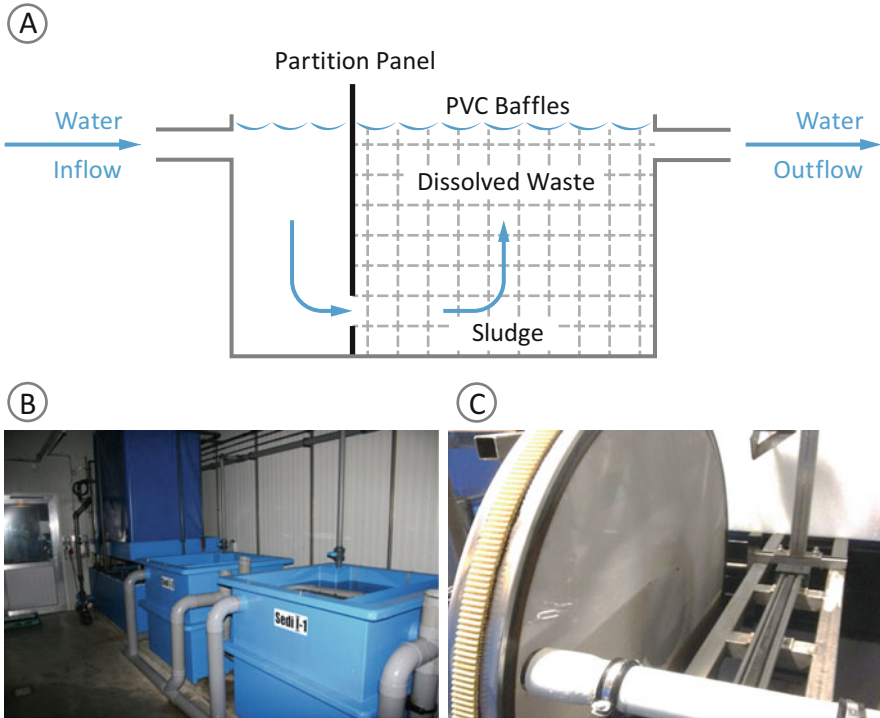 A
Partition Panel
PVC Baffles
Water
Inflow
Dissolved Waste
Water
Outflow
Sludge
B
C
Sedi I-1